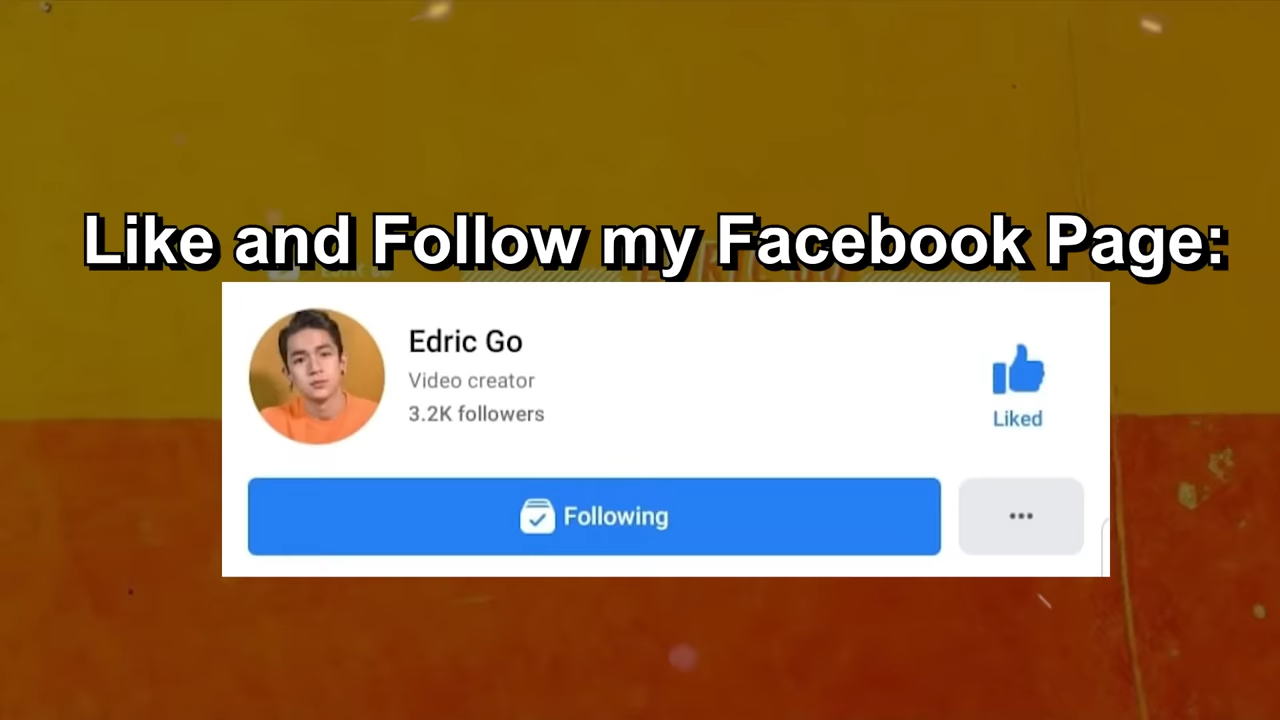 Like and Follow my Facebook Page:
Edric Go
Video creator
3.2K followers
Liked
Following